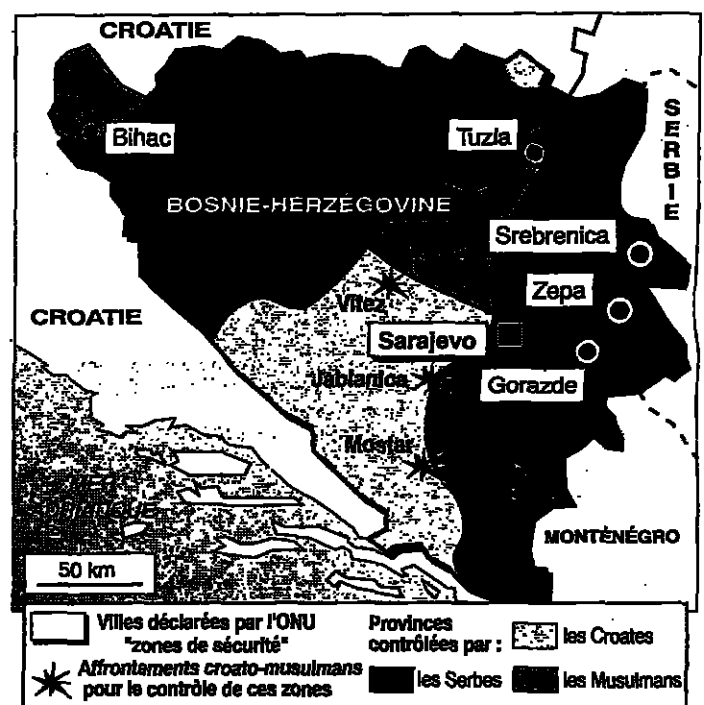 CROATIE
SERBIE
Bihac
Tuzla
BOSNIE-HERZÉGOVINE
Srebrenica
Zepa
Vitez
CROATIE
Sarajevo
Jablanica
Gorazde
Mostar
MONTÉNÉGRO
50 km
Villes déclarées par l'ONU
"zones de sécurité"
Affrontements croato-musulmans
pour le contrôle de ces zones
Provinces
contrôlées par :
les Croates
les Serbes
les Musulmans